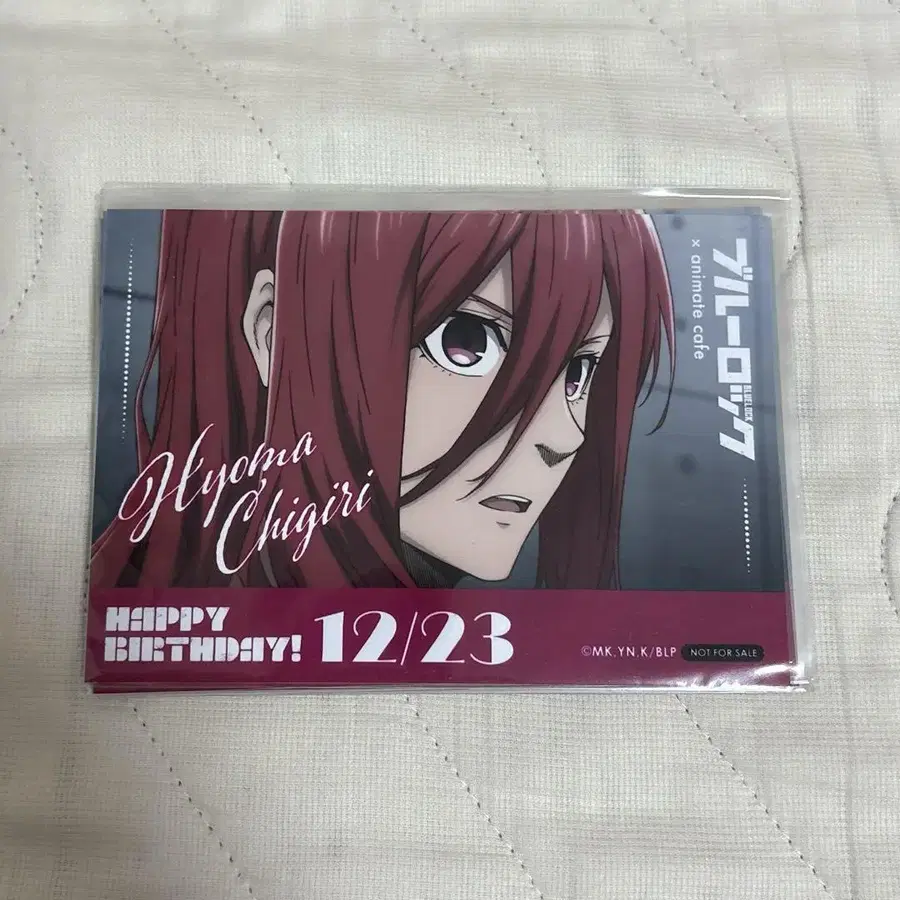 ブルーロック
BLUELOCK
x animate cafe
Hyoma
Chigiri
HAPPY
BIRTHDAY!
12/23
©MK,YN,K/BLP
NOT FOR SALE